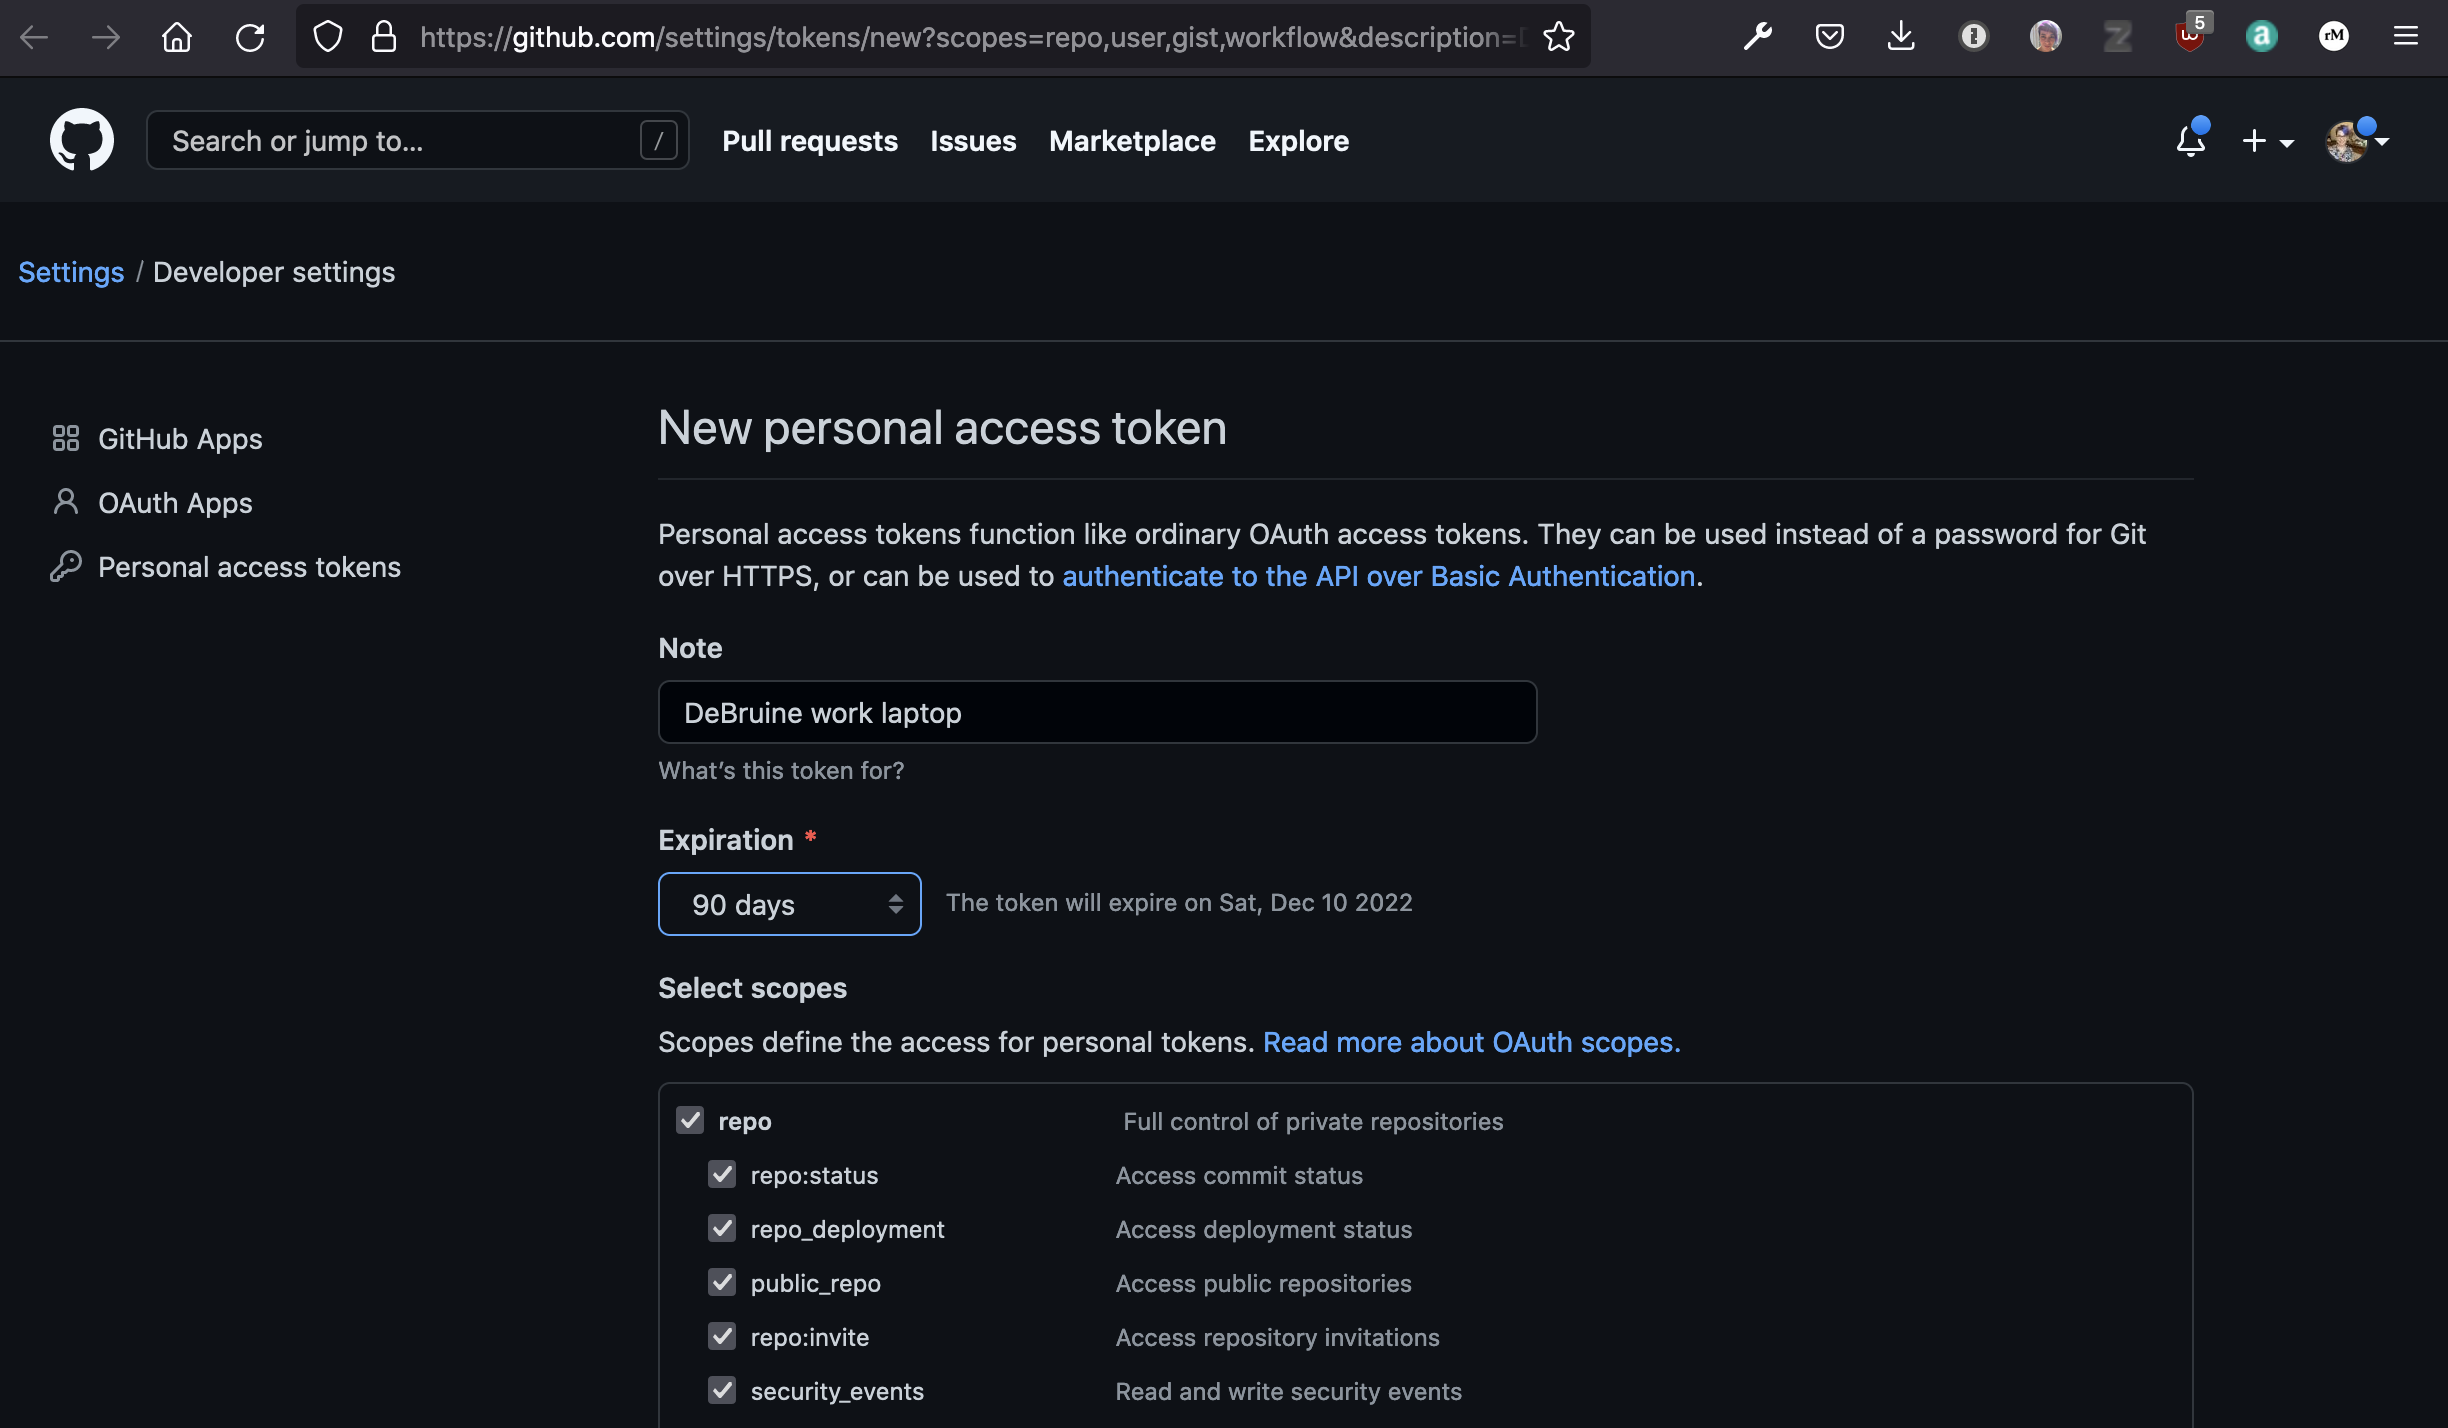 https://github.com/settings/tokens/new?scopes=repo,user,gist,workflow&description=
5
a
rM
Search or jump to...
/
Pull requests
Issues
Marketplace
Explore
Settings / Developer settings
GitHub Apps
OAuth Apps
Personal access tokens
New personal access token
Personal access tokens function like ordinary OAuth access tokens. They can be used instead of a password for Git
over HTTPS, or can be used to authenticate to the API over Basic Authentication.
Note
DeBruine work laptop
What's this token for?
Expiration *
90 days
The token will expire on Sat, Dec 10 2022
Select scopes
Scopes define the access for personal tokens. Read more about OAuth scopes.
repo Full control of private repositories
repo:status Access commit status
repo_deployment Access deployment status
public_repo Access public repositories
repo:invite Access repository invitations
security_events Read and write security events